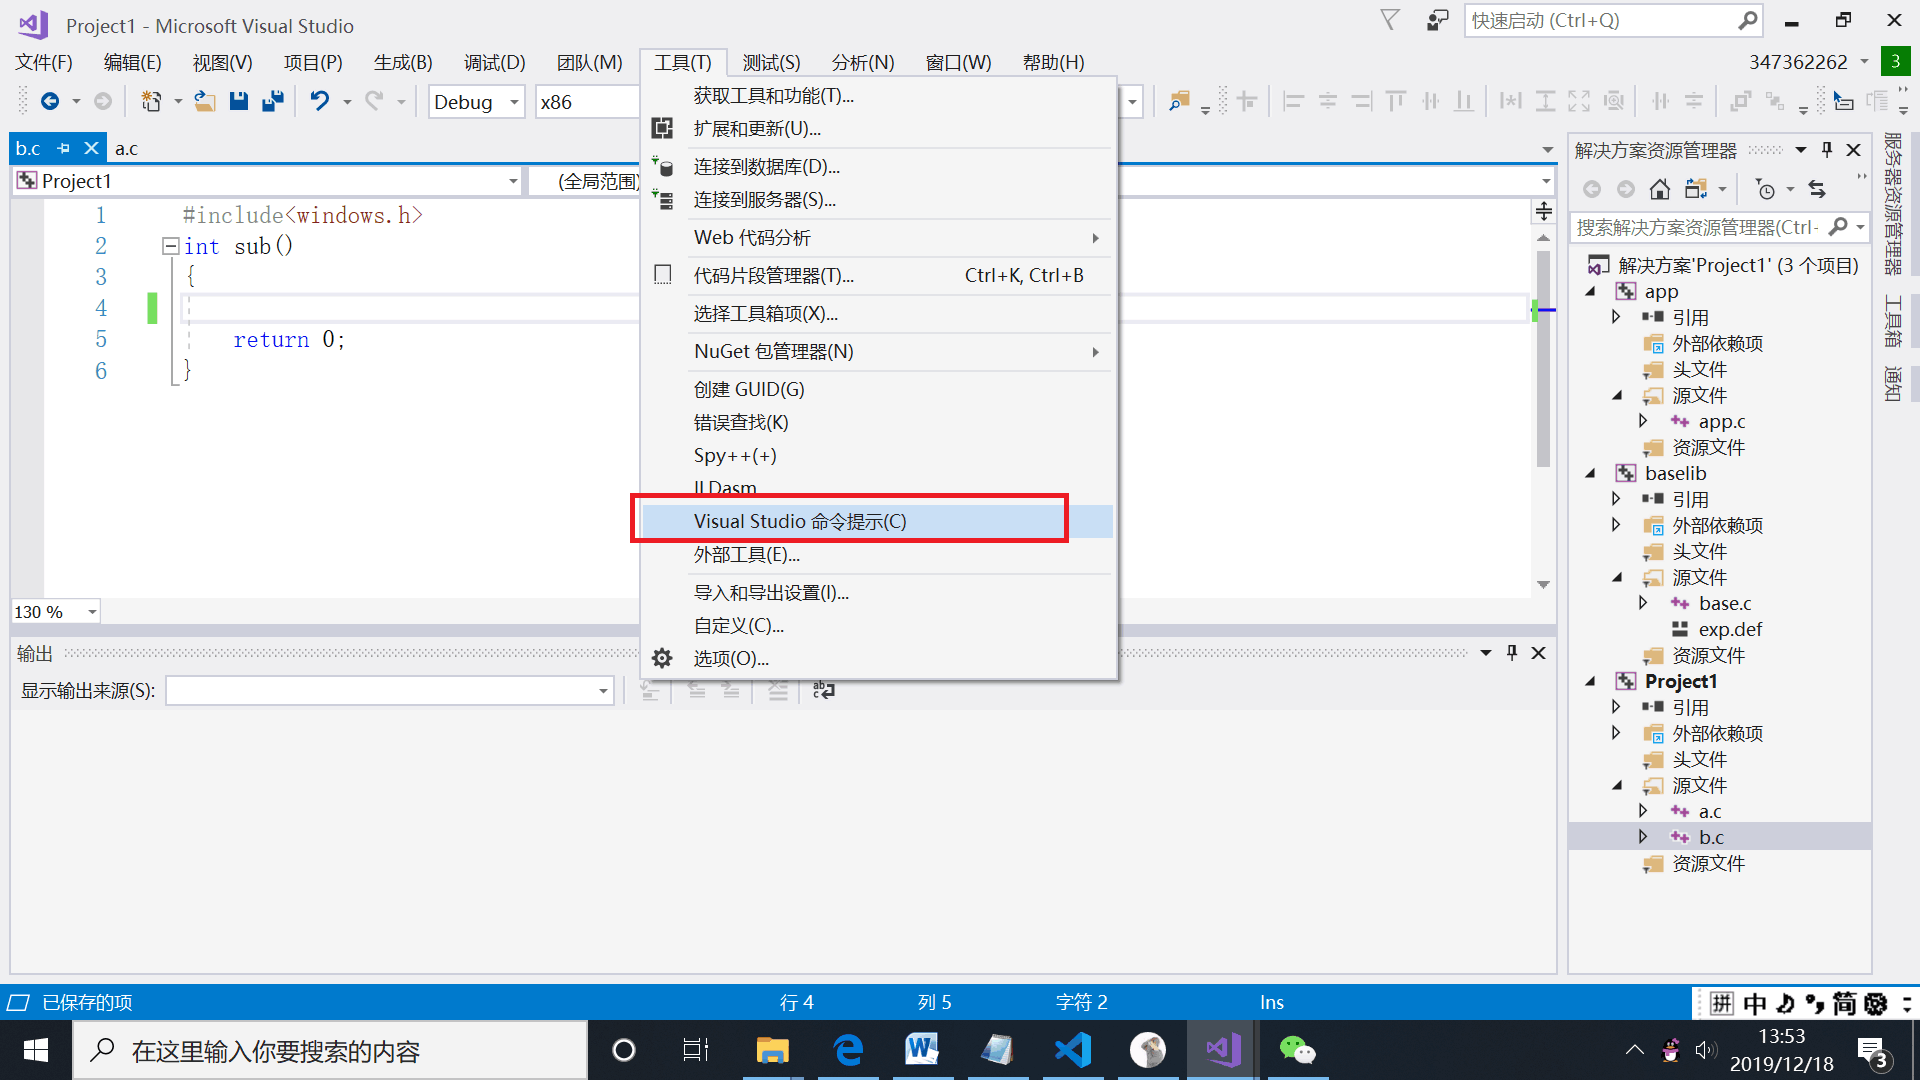 Project1 - Microsoft Visual Studio
快速启动 (Ctrl+Q)
文件(F) 编辑(E) 视图(V) 项目(P) 生成(B) 调试(D) 团队(M) 工具(T) 测试(S) 分析(N) 窗口(W) 帮助(H)
347362262 3
Debug x86
b.c a.c
Project1 (全局范围)
1 #include<windows.h>
2 int sub()
3 {
4
5 return 0;
6 }
130 %
获取工具和功能(T)...
扩展和更新(U)...
连接到数据库(D)...
连接到服务器(S)...
Web 代码分析
代码片段管理器(T)... Ctrl+K, Ctrl+B
选择工具箱项(X)...
NuGet 包管理器(N)
创建 GUID(G)
错误查找(K)
Spy++(+)
ILDasm
Visual Studio 命令提示(C)
外部工具(E)...
导入和导出设置(I)...
自定义(C)...
选项(O)...
输出
显示输出来源(S):
解决方案资源管理器
搜索解决方案资源管理器(Ctrl-
解决方案'Project1' (3 个项目)
app
引用
外部依赖项
头文件
源文件
app.c
资源文件
baselib
引用
外部依赖项
头文件
源文件
base.c
exp.def
资源文件
Project1
引用
外部依赖项
头文件
源文件
a.c
b.c
资源文件
服务器资源管理器
工具箱
通知
已保存的项 行 4 列 5 字符 2 Ins
拼 中 简
在这里输入你要搜索的内容
13:53
2019/12/18
3